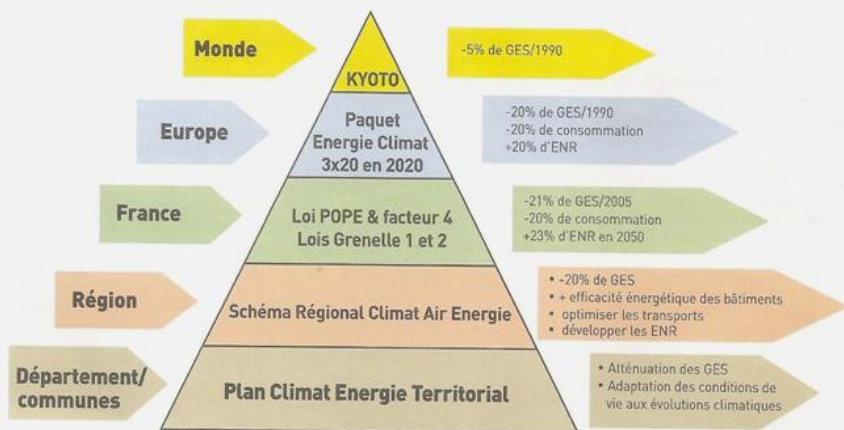 Monde
KYOTO
-5% de GES/1990
Europe
Paquet
Energie Climat
3x20 en 2020
-20% de GES/1990
-20% de consommation
+20% d'ENR
France
Loi POPE & facteur 4
Lois Grenelle 1 et 2
-21% de GES/2005
-20% de consommation
+23% d'ENR en 2050
Région
Schéma Régional Climat Air Energie
• -20% de GES
• + efficacité énergétique des bâtiments
• optimiser les transports
• développer les ENR
Département/
communes
Plan Climat Energie Territorial
• Atténuation des GES
• Adaptation des conditions de
vie aux évolutions climatiques